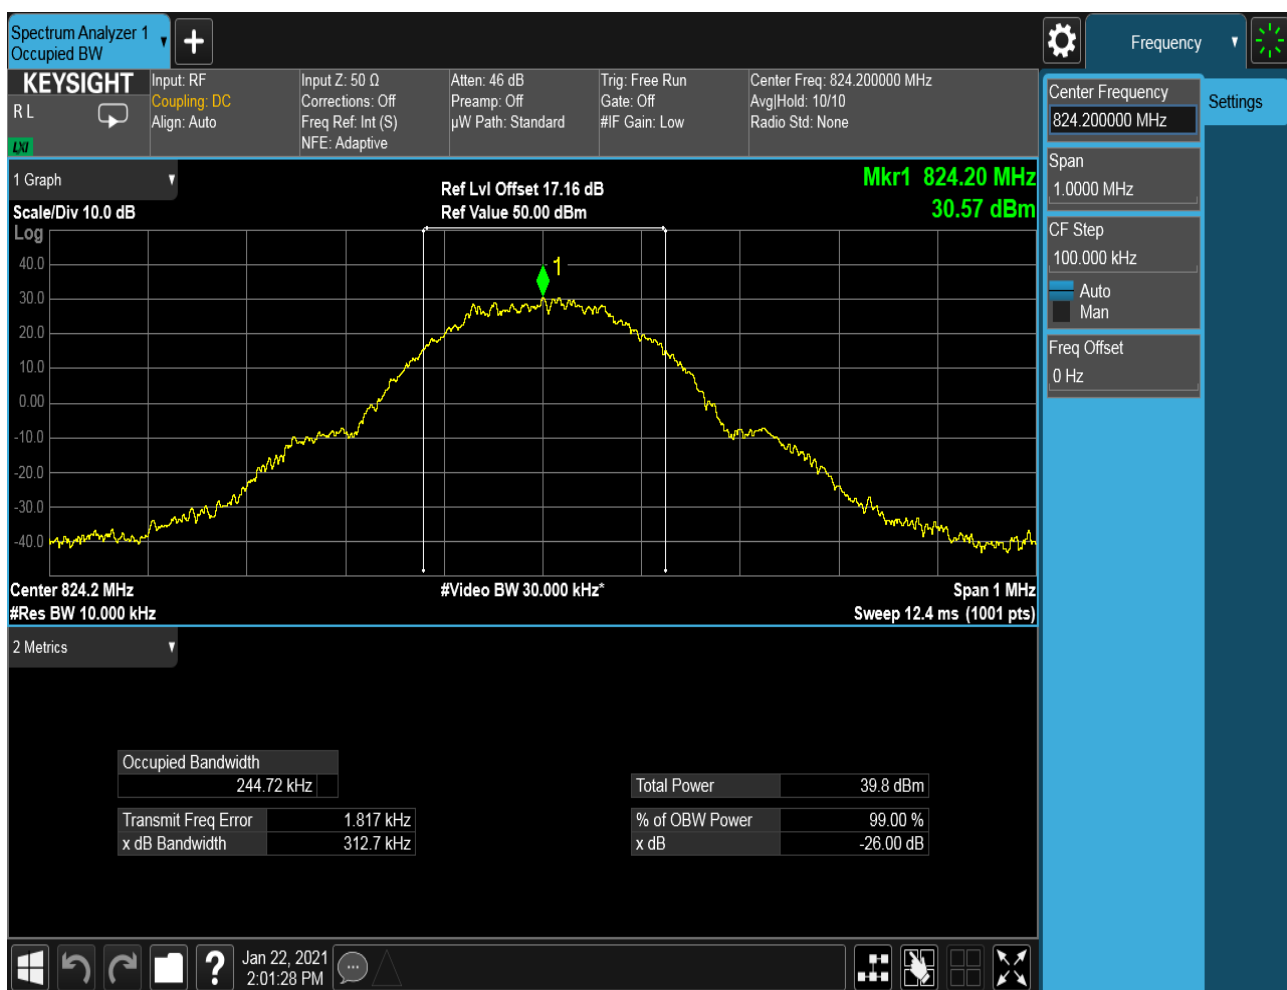 Spectrum Analyzer 1
Occupied BW
Frequency
KEYSIGHT
R L
LXI
Input: RF
Coupling: DC
Align: Auto
Input Z: 50 Ω
Corrections: Off
Freq Ref: Int (S)
NFE: Adaptive
Atten: 46 dB
Preamp: Off
µW Path: Standard
Trig: Free Run
Gate: Off
#IF Gain: Low
Center Freq: 824.200000 MHz
Avg|Hold: 10/10
Radio Std: None
Center Frequency
824.200000 MHz
Settings
Span
1.0000 MHz
CF Step
100.000 kHz
Auto
Man
Freq Offset
0 Hz
1 Graph
Scale/Div 10.0 dB
Ref Lvl Offset 17.16 dB
Ref Value 50.00 dBm
Mkr1 824.20 MHz
30.57 dBm
Log
40.0
30.0
20.0
10.0
0.00
-10.0
-20.0
-30.0
-40.0
1
Center 824.2 MHz
#Res BW 10.000 kHz
#Video BW 30.000 kHz*
Span 1 MHz
Sweep 12.4 ms (1001 pts)
2 Metrics
Occupied Bandwidth
244.72 kHz
Transmit Freq Error 1.817 kHz
x dB Bandwidth 312.7 kHz
Total Power 39.8 dBm
% of OBW Power 99.00 %
x dB -26.00 dB
?
Jan 22, 2021
2:01:28 PM